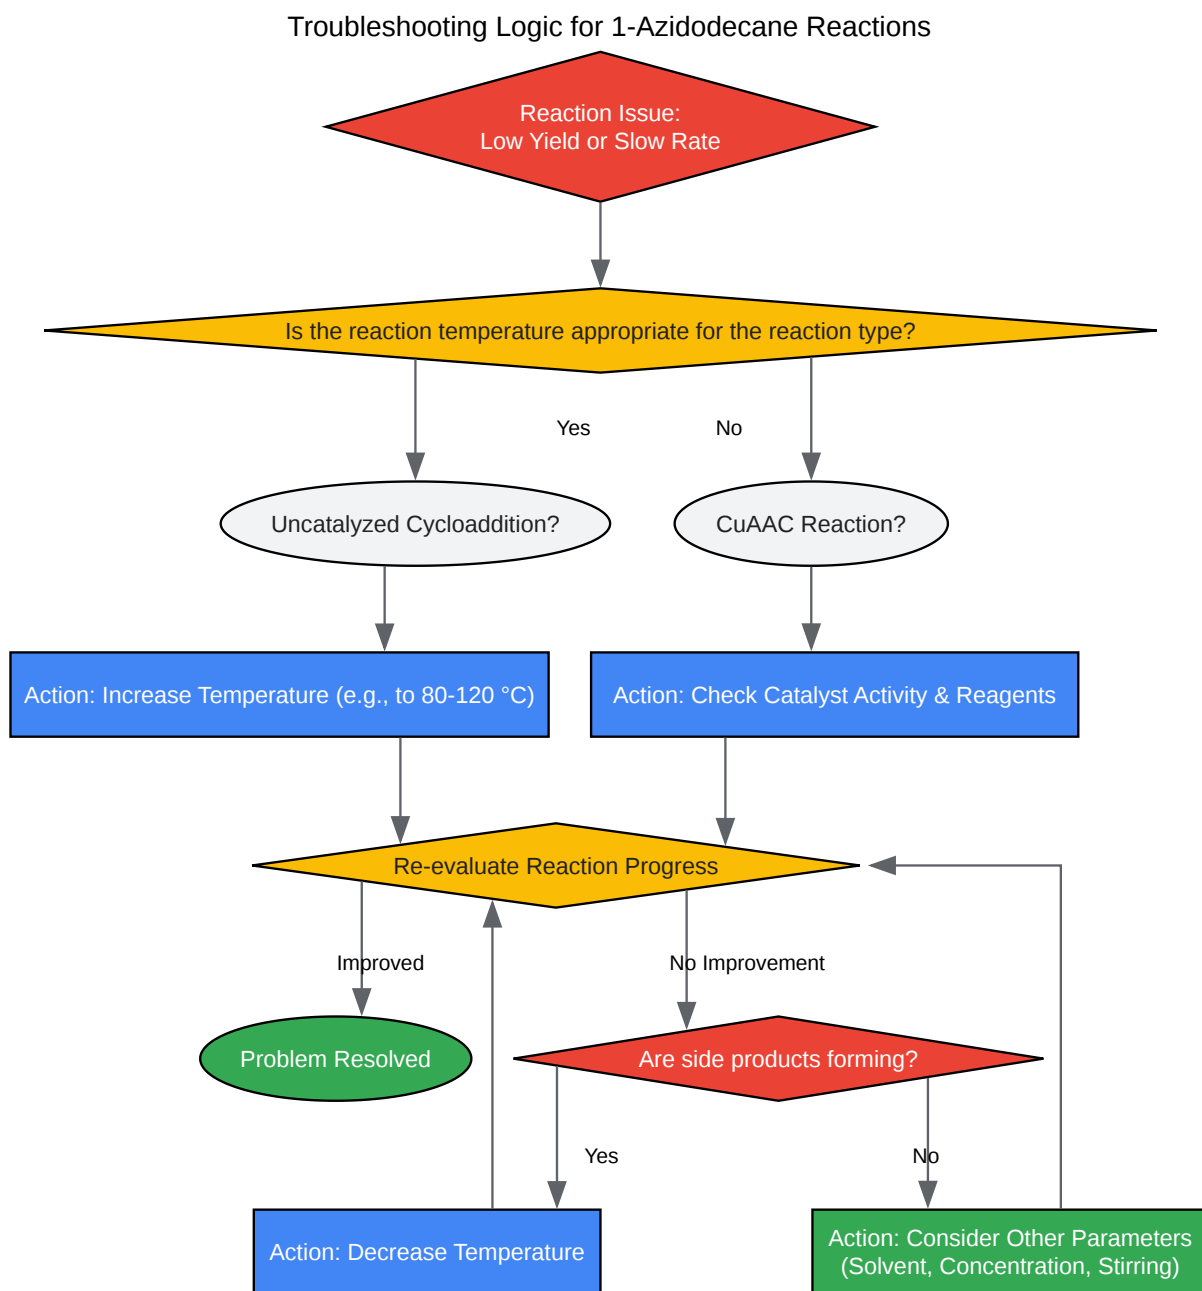 Troubleshooting Logic for 1-Azidodecane Reactions
Reaction Issue:
Low Yield or Slow Rate
Is the reaction temperature appropriate for the reaction type?
Yes
No
Uncatalyzed Cycloaddition?
CuAAC Reaction?
Action: Increase Temperature (e.g., to 80-120 °C)
Action: Check Catalyst Activity & Reagents
Re-evaluate Reaction Progress
Improved
No Improvement
Problem Resolved
Are side products forming?
Yes
No
Action: Decrease Temperature
Action: Consider Other Parameters
(Solvent, Concentration, Stirring)